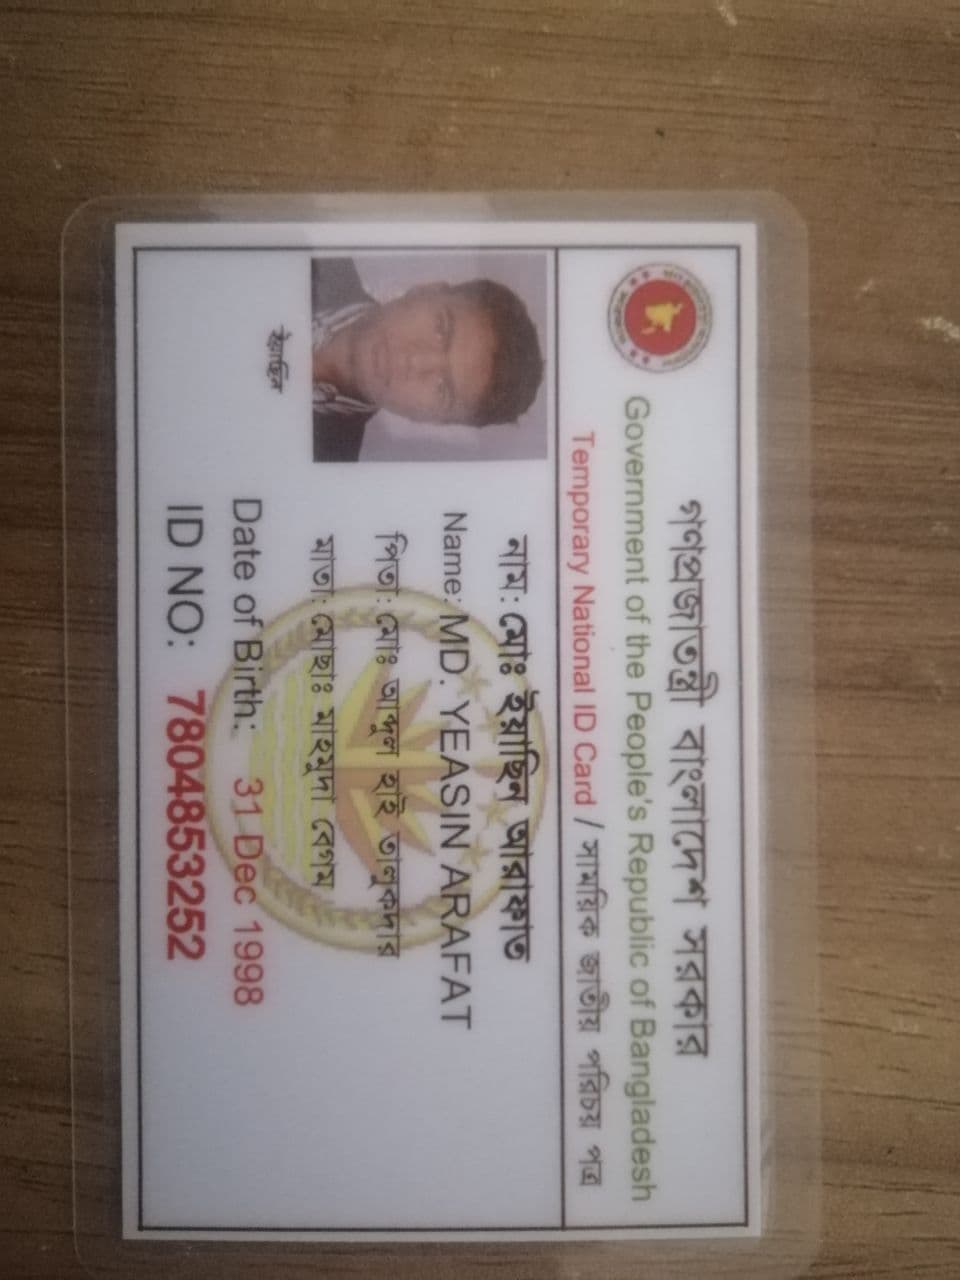 গণপ্রজাতন্ত্রী বাংলাদেশ সরকার
Government of the People's Republic of Bangladesh
Temporary National ID Card / সাময়িক জাতীয় পরিচয় পত্র
নাম: মোঃ ইয়াছিন আরাফাত
Name: MD. YEASIN ARAFAT
পিতা: মোঃ আব্দুল হাই তালুকদার
মাতা: মোছাঃ মাহমুদা বেগম
ইয়াছিন
Date of Birth: 31 Dec 1998
ID NO: 7804853252